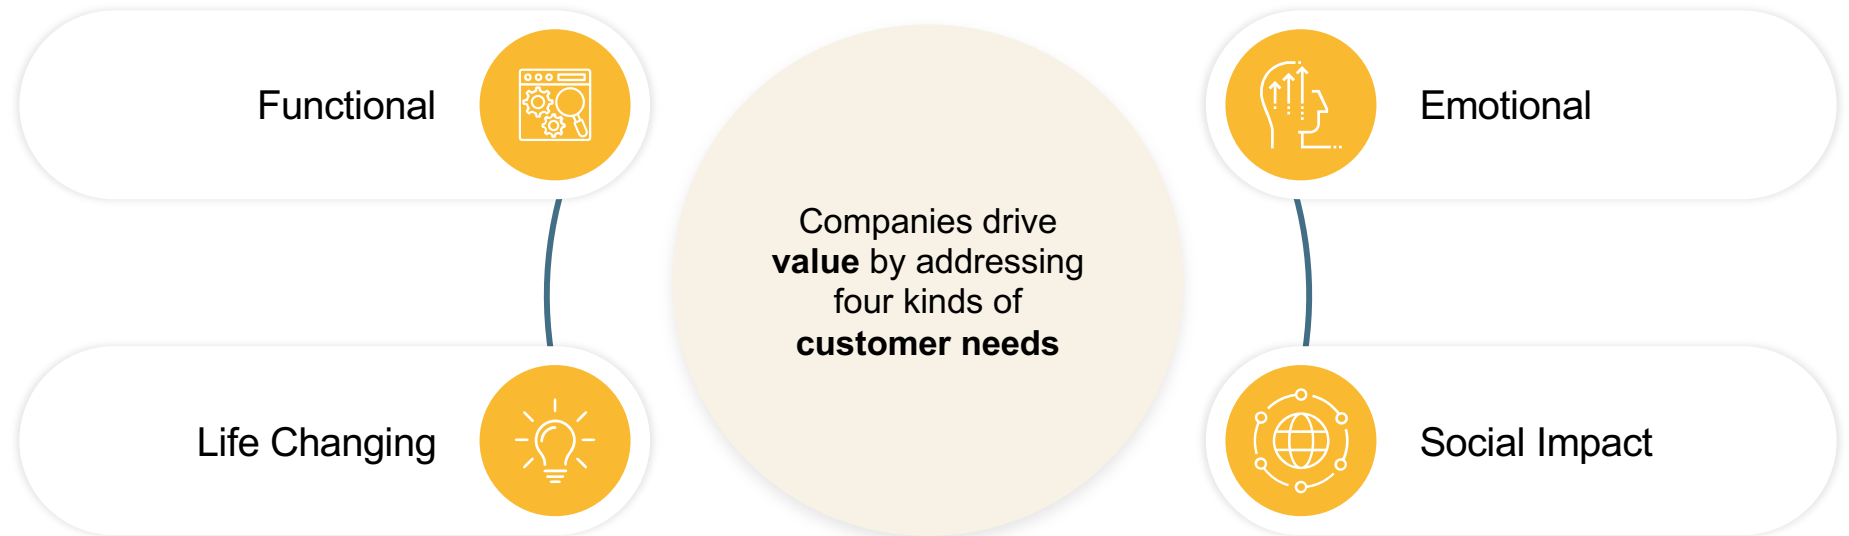 Functional
Life Changing
Companies drive
value by addressing
four kinds of
customer needs
Emotional
Social Impact